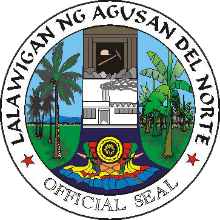 LALAWIGAN NG AGUSAN DEL NORTE
OFFICIAL SEAL